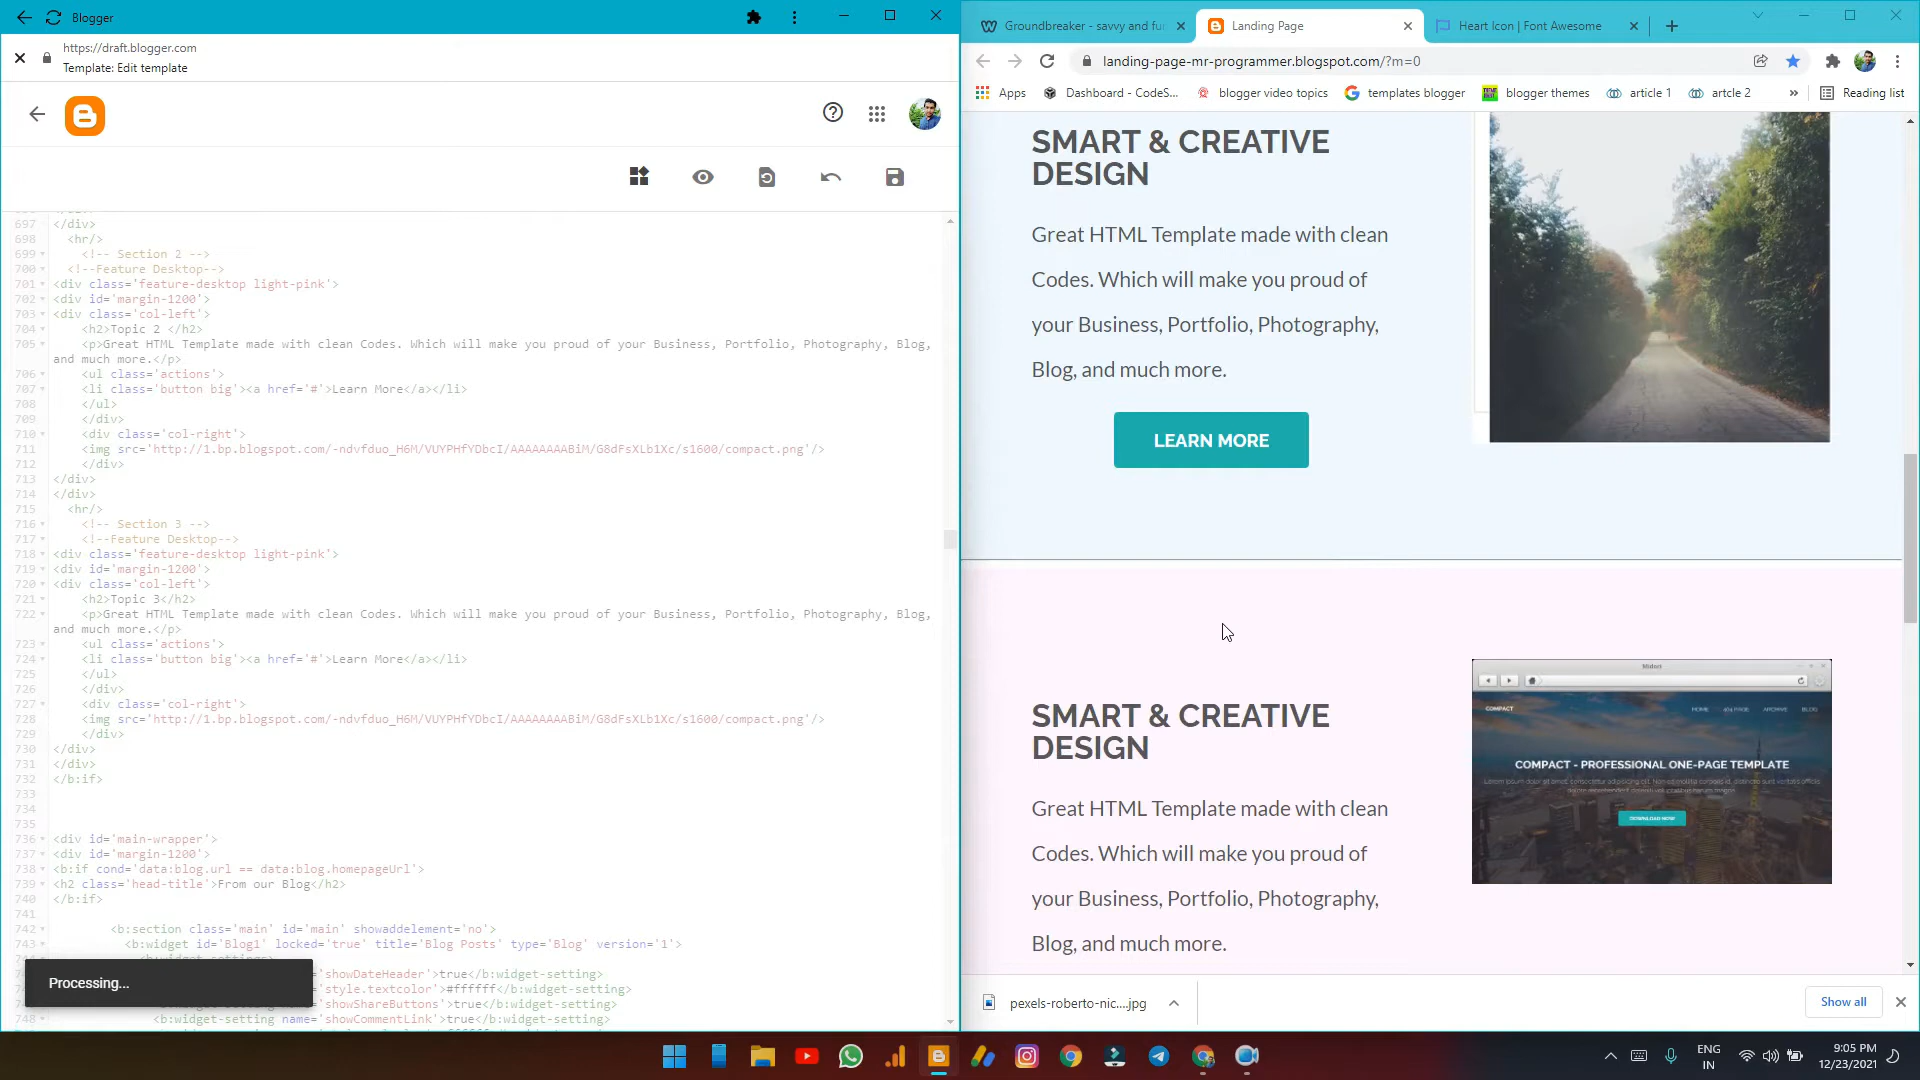 Blogger
https://draft.blogger.com
Template: Edit template
697 </div>
698 <hr/>
699 <!-- Section 2 -->
700 <!--Feature Desktop-->
701 <div class='feature-desktop light-pink'>
702 <div id='margin-1200'>
703 <div class='col-left'>
704 <h2>Topic 2 </h2>
705 <p>Great HTML Template made with clean Codes. Which will make you proud of your Business, Portfolio, Photography, Blog,
and much more.</p>
706 <ul class='actions'>
707 <li class='button big'><a href='#'>Learn More</a></li>
708 </ul>
709 </div>
710 <div class='col-right'>
711 <img src='http://1.bp.blogspot.com/-ndvfduo_H6M/VUYPHfYDbcI/AAAAAAAABiM/G8dFsXLb1Xc/s1600/compact.png'/>
712 </div>
713 </div>
714 </div>
715 <hr/>
716 <!-- Section 3 -->
717 <!--Feature Desktop-->
718 <div class='feature-desktop light-pink'>
719 <div id='margin-1200'>
720 <div class='col-left'>
721 <h2>Topic 3</h2>
722 <p>Great HTML Template made with clean Codes. Which will make you proud of your Business, Portfolio, Photography, Blog,
and much more.</p>
723 <ul class='actions'>
724 <li class='button big'><a href='#'>Learn More</a></li>
725 </ul>
726 </div>
727 <div class='col-right'>
728 <img src='http://1.bp.blogspot.com/-ndvfduo_H6M/VUYPHfYDbcI/AAAAAAAABiM/G8dFsXLb1Xc/s1600/compact.png'/>
729 </div>
730 </div>
731 </div>
732 </b:if>
733
734
735
736 <div id='main-wrapper'>
737 <div id='margin-1200'>
738 <b:if cond='data:blog.url == data:blog.homepageUrl'>
739 <h2 class='head-title'>From our Blog</h2>
740 </b:if>
741
742 <b:section class='main' id='main' showaddelement='no'>
743 <b:widget id='Blog1' locked='true' title='Blog Posts' type='Blog' version='1'>
'showDateHeader'>true</b:widget-setting>
'style.textcolor'>#ffffff</b:widget-setting>
'showShareButtons'>true</b:widget-setting>
748 <b:widget-setting name='showCommentLink'>true</b:widget-setting>
Processing...
Groundbreaker - savvy and fu
Landing Page
Heart Icon | Font Awesome
landing-page-mr-programmer.blogspot.com/?m=0
Apps
Dashboard - CodeS...
blogger video topics
templates blogger
blogger themes
article 1
artcle 2
»
Reading list
SMART & CREATIVE
DESIGN
Great HTML Template made with clean
Codes. Which will make you proud of
your Business, Portfolio, Photography,
Blog, and much more.
LEARN MORE
SMART & CREATIVE
DESIGN
Great HTML Template made with clean
Codes. Which will make you proud of
your Business, Portfolio, Photography,
Blog, and much more.
COMPACT
HOME
404 PAGE
ARCHIVE
BLOG
COMPACT - PROFESSIONAL ONE-PAGE TEMPLATE
DOWNLOAD NOW
pexels-roberto-nic....jpg
Show all
ENG
IN
9:05 PM
12/23/2021